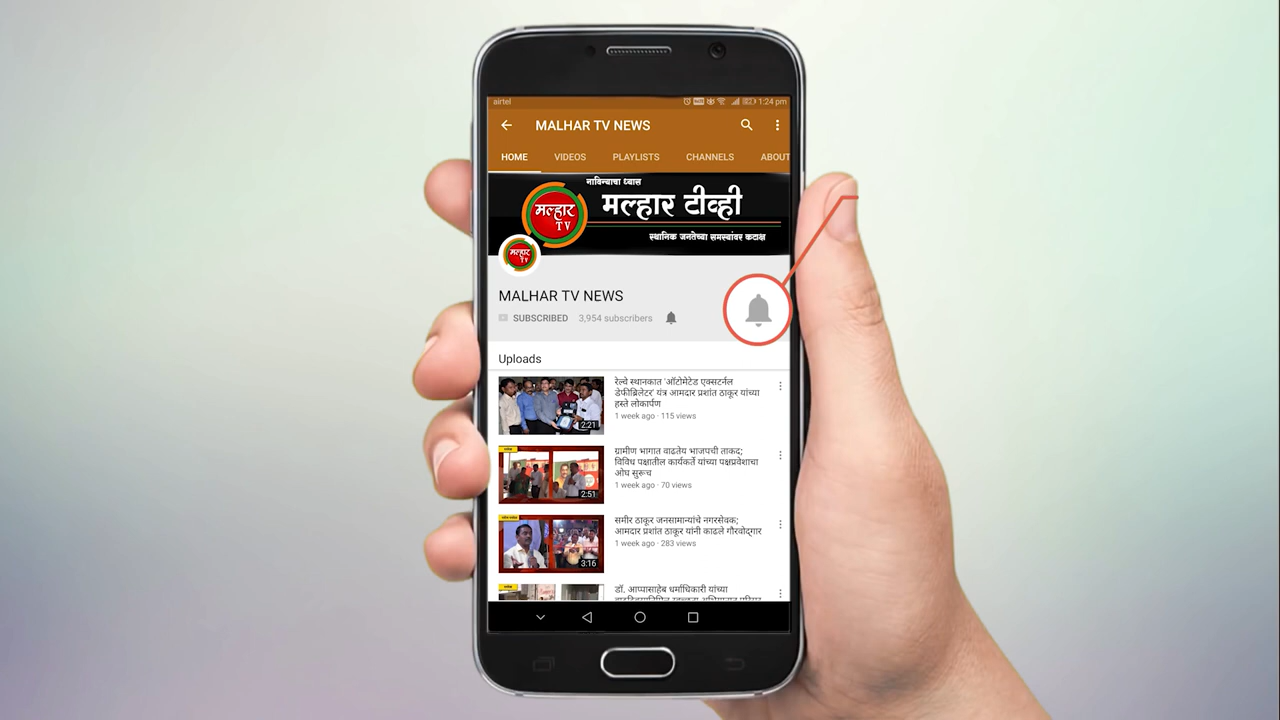 airtel
1:24 pm
MALHAR TV NEWS
HOME VIDEOS PLAYLISTS CHANNELS ABOUT
नाविन्याचा ध्यास
मल्हार टीव्ही
मल्हार
TV
स्थानिक जनतेच्या समस्यांवर कटाक्ष
मल्हार
TV
MALHAR TV NEWS
SUBSCRIBED 3,954 subscribers
Uploads
रेल्वे स्थानकात 'ऑटोमेटेड एक्सटर्नल
डेफीब्रिलेटर' यंत्र आमदार प्रशांत ठाकूर यांच्या
हस्ते लोकार्पण
1 week ago · 115 views
2:21
ग्रामीण भागात वाढतेय भाजपची ताकद;
विविध पक्षातील कार्यकर्ते यांच्या पक्षप्रवेशाचा
ओघ सुरूच
1 week ago · 70 views
2:51
समीर ठाकूर जनसामान्यांचे नगरसेवक;
आमदार प्रशांत ठाकूर यांनी काढले गौरवोद्गार
1 week ago · 283 views
3:16
डॉ. आप्पासाहेब धर्माधिकारी यांच्या